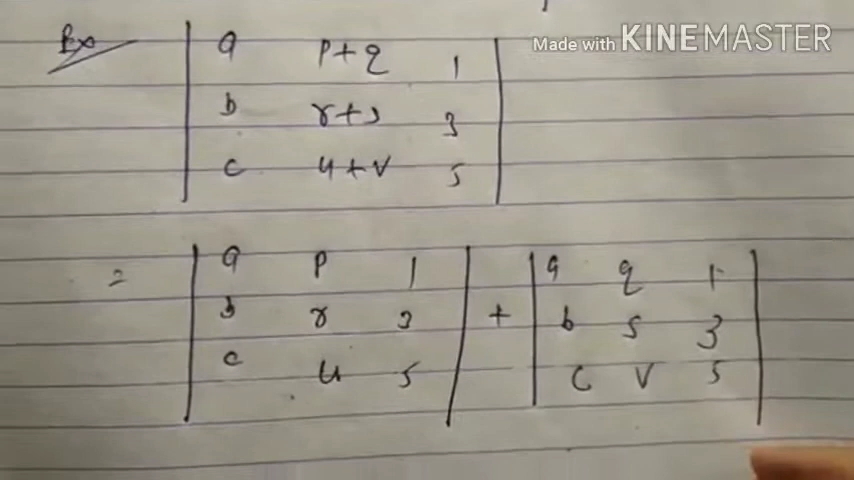 Ex | a p+q 1 |
Made with KINEMASTER
| b r+s 3 |
| c u+v 5 |
= | a p 1 | + | a q 1 |
| b r 3 | | b s 3 |
| c u 5 | | c v 5 |